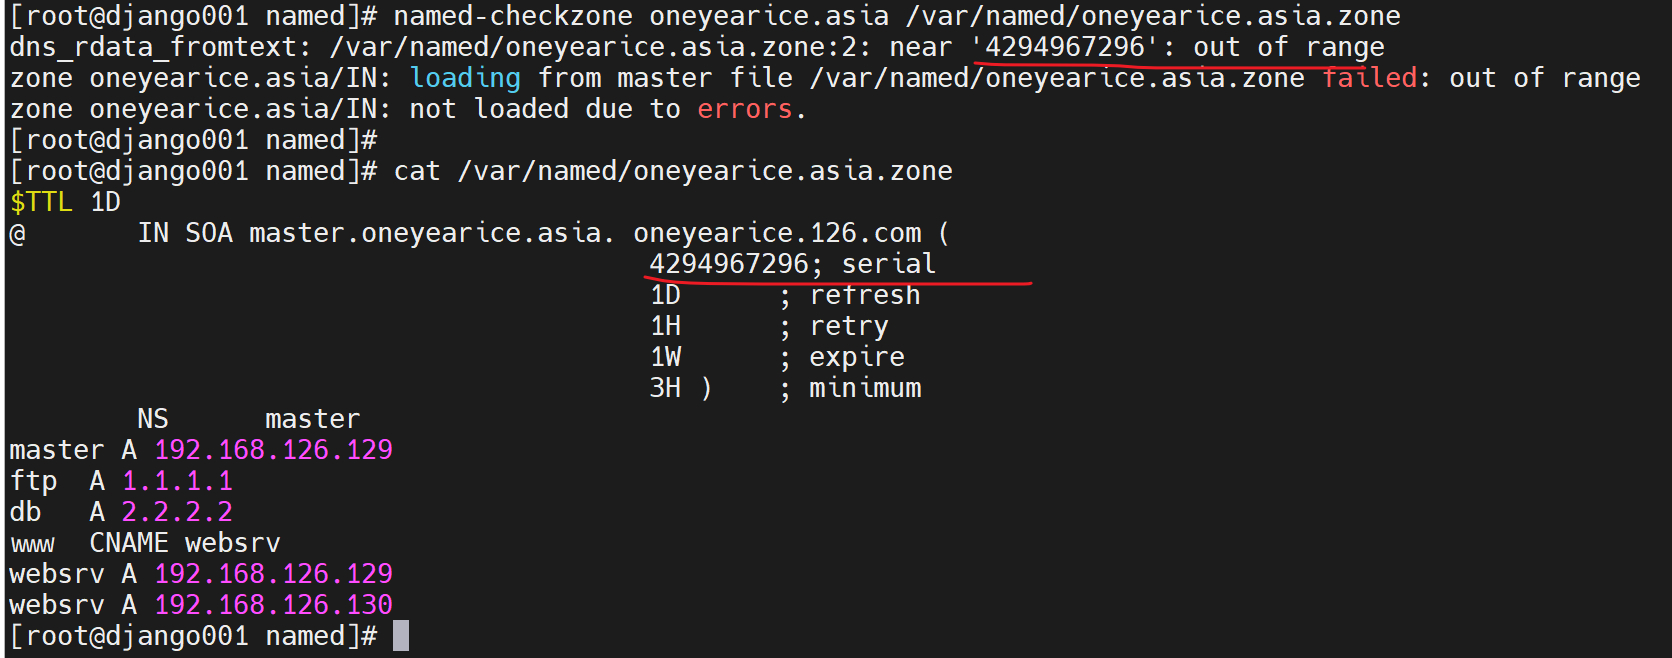 [root@django001 named]# named-checkzone oneyearice.asia /var/named/oneyearice.asia.zone
dns_rdata_fromtext: /var/named/oneyearice.asia.zone:2: near '4294967296': out of range
zone oneyearice.asia/IN: loading from master file /var/named/oneyearice.asia.zone failed: out of range
zone oneyearice.asia/IN: not loaded due to errors.
[root@django001 named]#
[root@django001 named]# cat /var/named/oneyearice.asia.zone
$TTL 1D
@       IN SOA master.oneyearice.asia. oneyearice.126.com (
                                        4294967296; serial
                                        1D      ; refresh
                                        1H      ; retry
                                        1W      ; expire
                                        3H )    ; minimum
        NS      master
master A 192.168.126.129
ftp  A 1.1.1.1
db   A 2.2.2.2
www  CNAME websrv
websrv A 192.168.126.129
websrv A 192.168.126.130
[root@django001 named]#